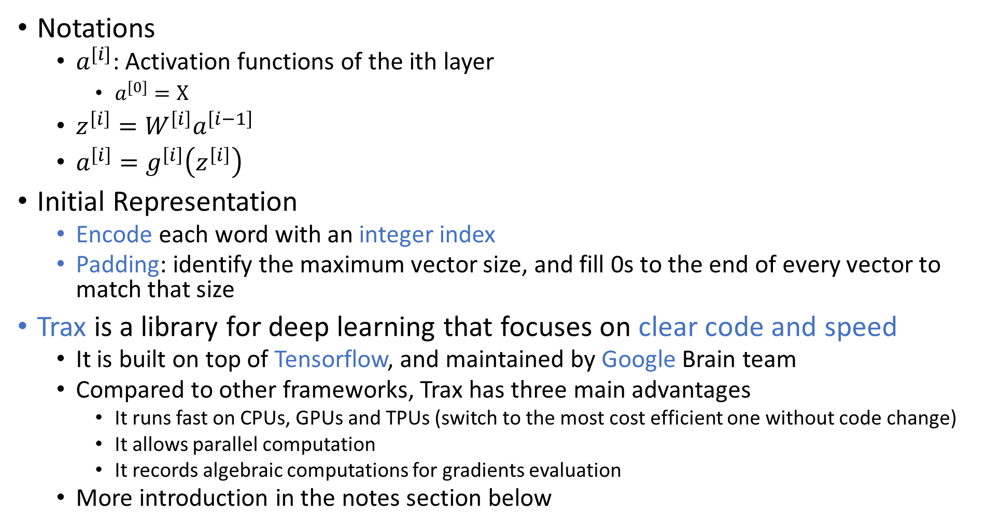 • Notations
• a^[i]: Activation functions of the ith layer
• a^[0] = X
• z^[i] = W^[i]a^[i−1]
• a^[i] = g^[i](z^[i])
• Initial Representation
• Encode each word with an integer index
• Padding: identify the maximum vector size, and fill 0s to the end of every vector to
match that size
• Trax is a library for deep learning that focuses on clear code and speed
• It is built on top of Tensorflow, and maintained by Google Brain team
• Compared to other frameworks, Trax has three main advantages
• It runs fast on CPUs, GPUs and TPUs (switch to the most cost efficient one without code change)
• It allows parallel computation
• It records algebraic computations for gradients evaluation
• More introduction in the notes section below